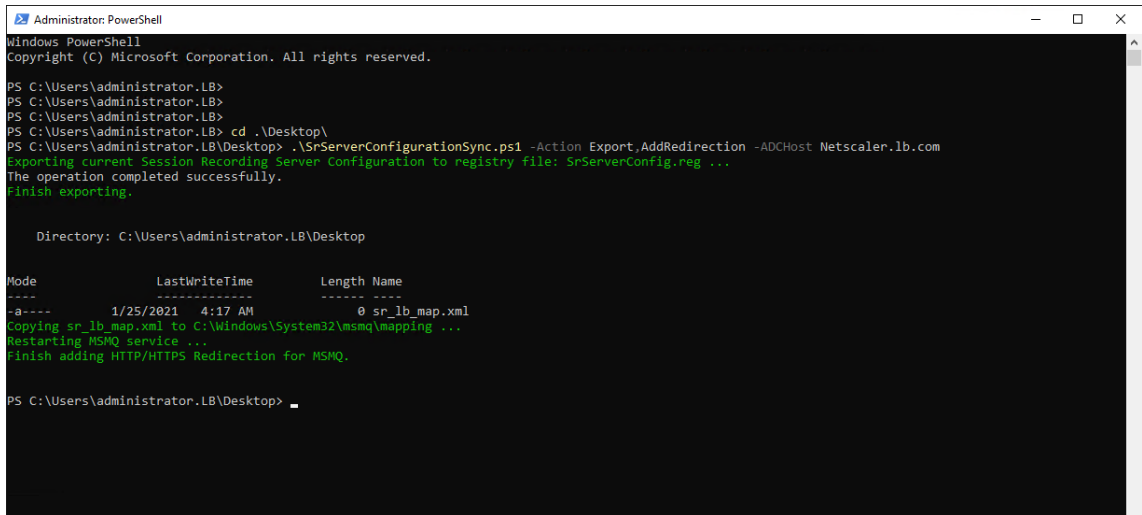 Administrator: PowerShell
Windows PowerShell
Copyright (C) Microsoft Corporation. All rights reserved.
PS C:\Users\administrator.LB>
PS C:\Users\administrator.LB>
PS C:\Users\administrator.LB>
PS C:\Users\administrator.LB> cd .\Desktop\
PS C:\Users\administrator.LB\Desktop> .\SrServerConfigurationSync.ps1 -Action Export,AddRedirection -ADCHost Netscaler.lb.com
Exporting current Session Recording Server Configuration to registry file: SrServerConfig.reg ...
The operation completed successfully.
Finish exporting.
Directory: C:\Users\administrator.LB\Desktop
Mode LastWriteTime Length Name
---- ------------- ------ ----
-a---- 1/25/2021 4:17 AM 0 sr_lb_map.xml
Copying sr_lb_map.xml to C:\Windows\System32\msmq\mapping ...
Restarting MSMQ service ...
Finish adding HTTP/HTTPS Redirection for MSMQ.
PS C:\Users\administrator.LB\Desktop>